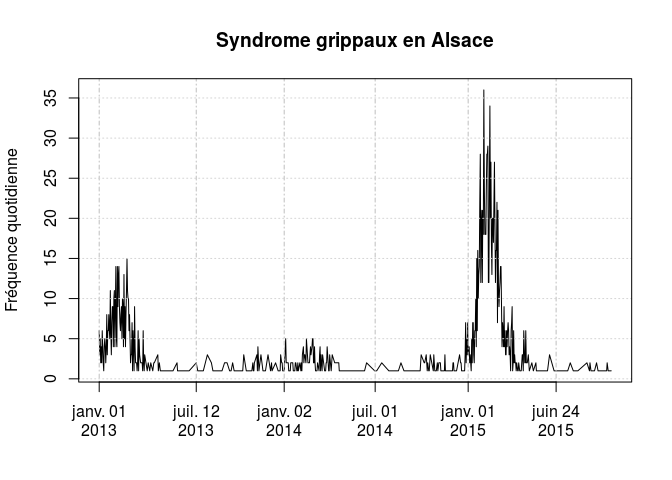 Syndrome grippaux en Alsace
Fréquence quotidienne
35
30
25
20
15
10
5
0
janv. 01
2013
juil. 12
2013
janv. 02
2014
juil. 01
2014
janv. 01
2015
juin 24
2015